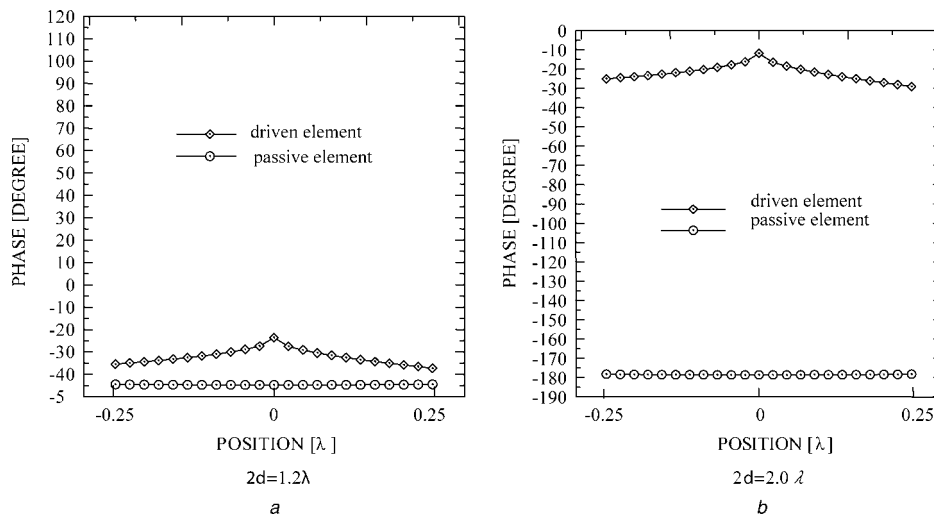 120
110
100
90
80
70
60
50
40
30
20
10
0
-10
-20
-30
-40
-5
PHASE [DEGREE]
driven element
passive element
-0.25 0 0.25
POSITION [λ]
2d=1.2λ
a
0
-10
-20
-30
-40
-50
-60
-70
-80
-90
-100
-110
-120
-130
-140
-150
-160
-170
-180
-190
PHASE [DEGREE]
driven element
passive element
-0.25 0 0.25
POSITION [λ]
2d=2.0 λ
b